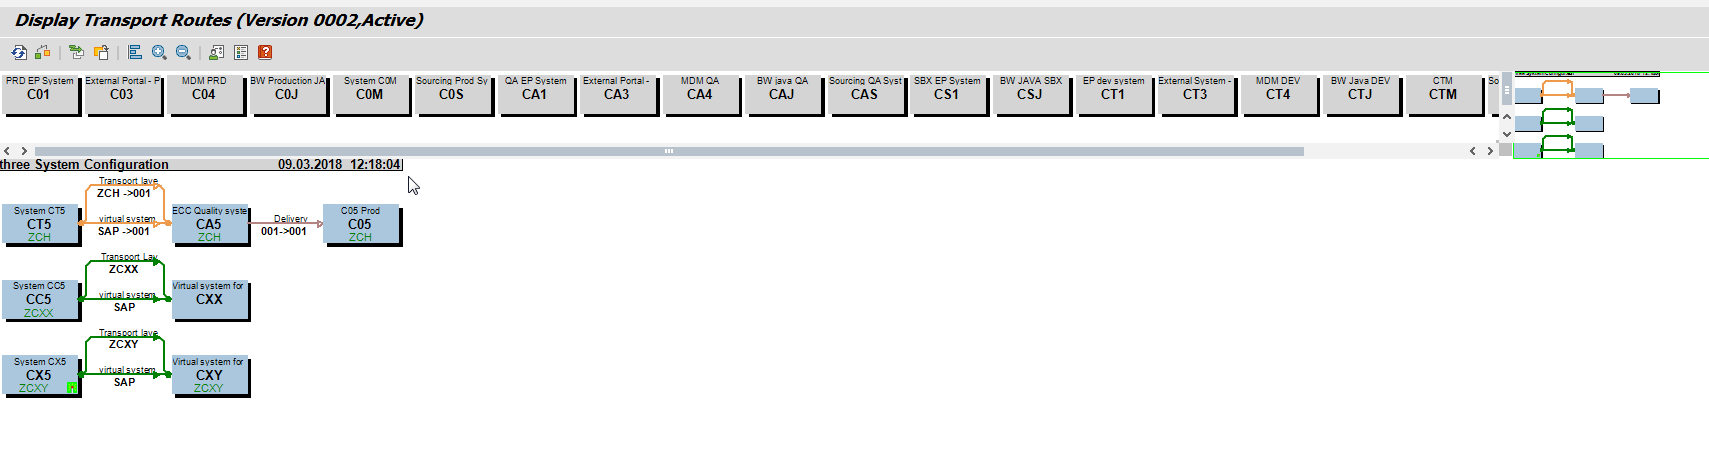 Display Transport Routes (Version 0002,Active)
PRD EP System
C01
External Portal - P
C03
MDM PRD
C04
BW Production JA
C0J
System C0M
C0M
Sourcing Prod Sy
C0S
QA EP System
CA1
External Portal -
CA3
MDM QA
CA4
BW java QA
CAJ
Sourcing QA Syst
CAS
SBX EP System
CS1
BW JAVA SBX
CSJ
EP dev system
CT1
External System -
CT3
MDM DEV
CT4
BW Java DEV
CTJ
CTM
CTM
So
three System Configuration 09.03.2018 12:18:04
Transport laye
ZCH ->001
System CT5
CT5
ZCH
virtual system
SAP ->001
ECC Quality syste
CA5
ZCH
Delivery
001->001
C05 Prod
C05
Transport Lay
ZCXX
System CC5
CC5
ZCXX
virtual system
SAP
Virtual system for
CXX
Transport laye
ZCXY
System CX5
CX5
ZCXY
virtual system
SAP
Virtual system for
CXY
ZCXY